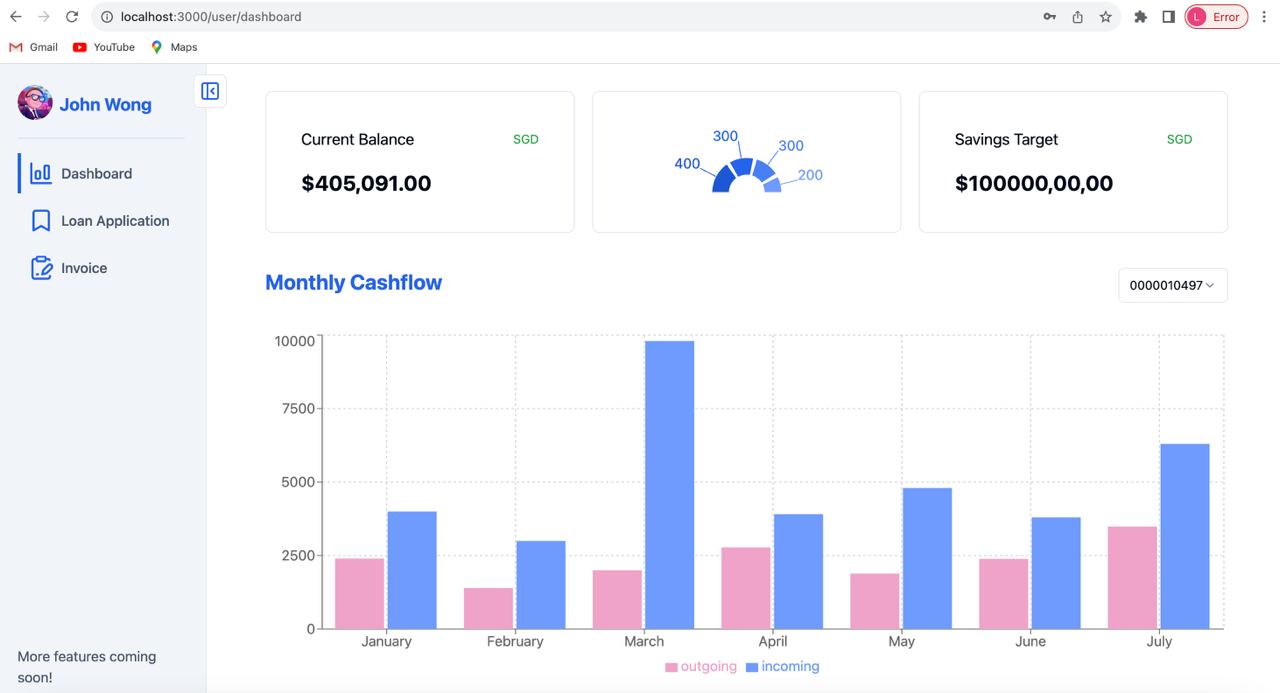 localhost:3000/user/dashboard
L Error
Gmail YouTube Maps
John Wong
Dashboard
Loan Application
Invoice
More features coming
soon!
Current Balance SGD
$405,091.00
300
300
400
200
Savings Target SGD
$100000,00,00
Monthly Cashflow
0000010497
10000
7500
5000
2500
0
January February March April May June July
outgoing incoming